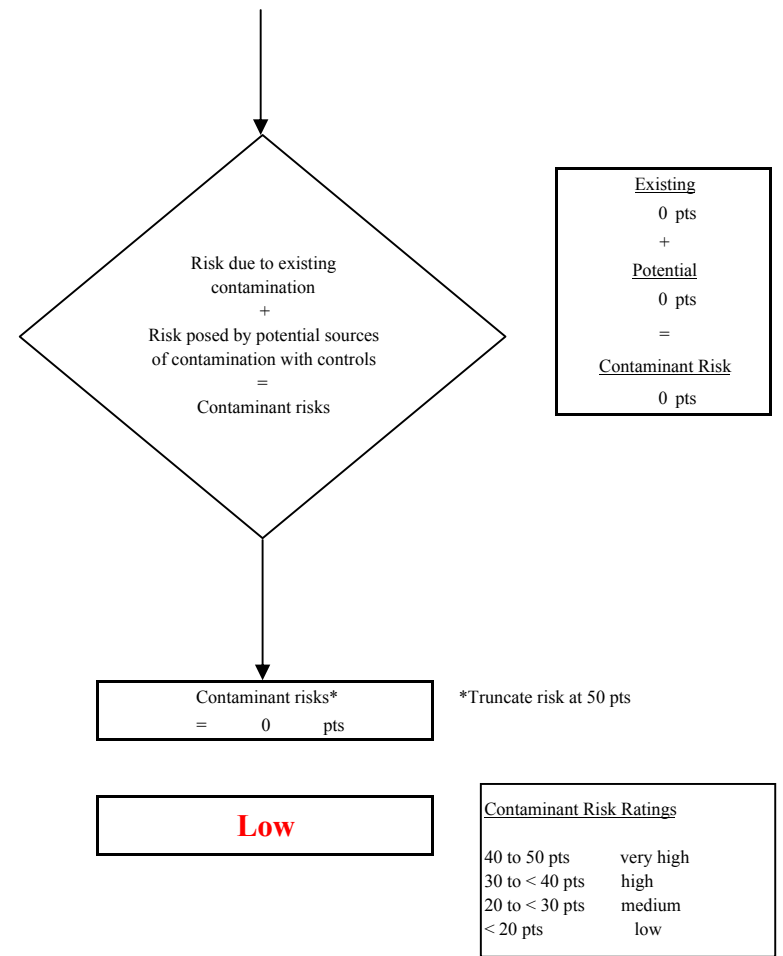 Risk due to existing
contamination
+
Risk posed by potential sources
of contamination with controls
=
Contaminant risks
Existing
0 pts
+
Potential
0 pts
=
Contaminant Risk
0 pts
Contaminant risks*
= 0 pts
*Truncate risk at 50 pts
Low
Contaminant Risk Ratings
40 to 50 pts very high
30 to < 40 pts high
20 to < 30 pts medium
< 20 pts low